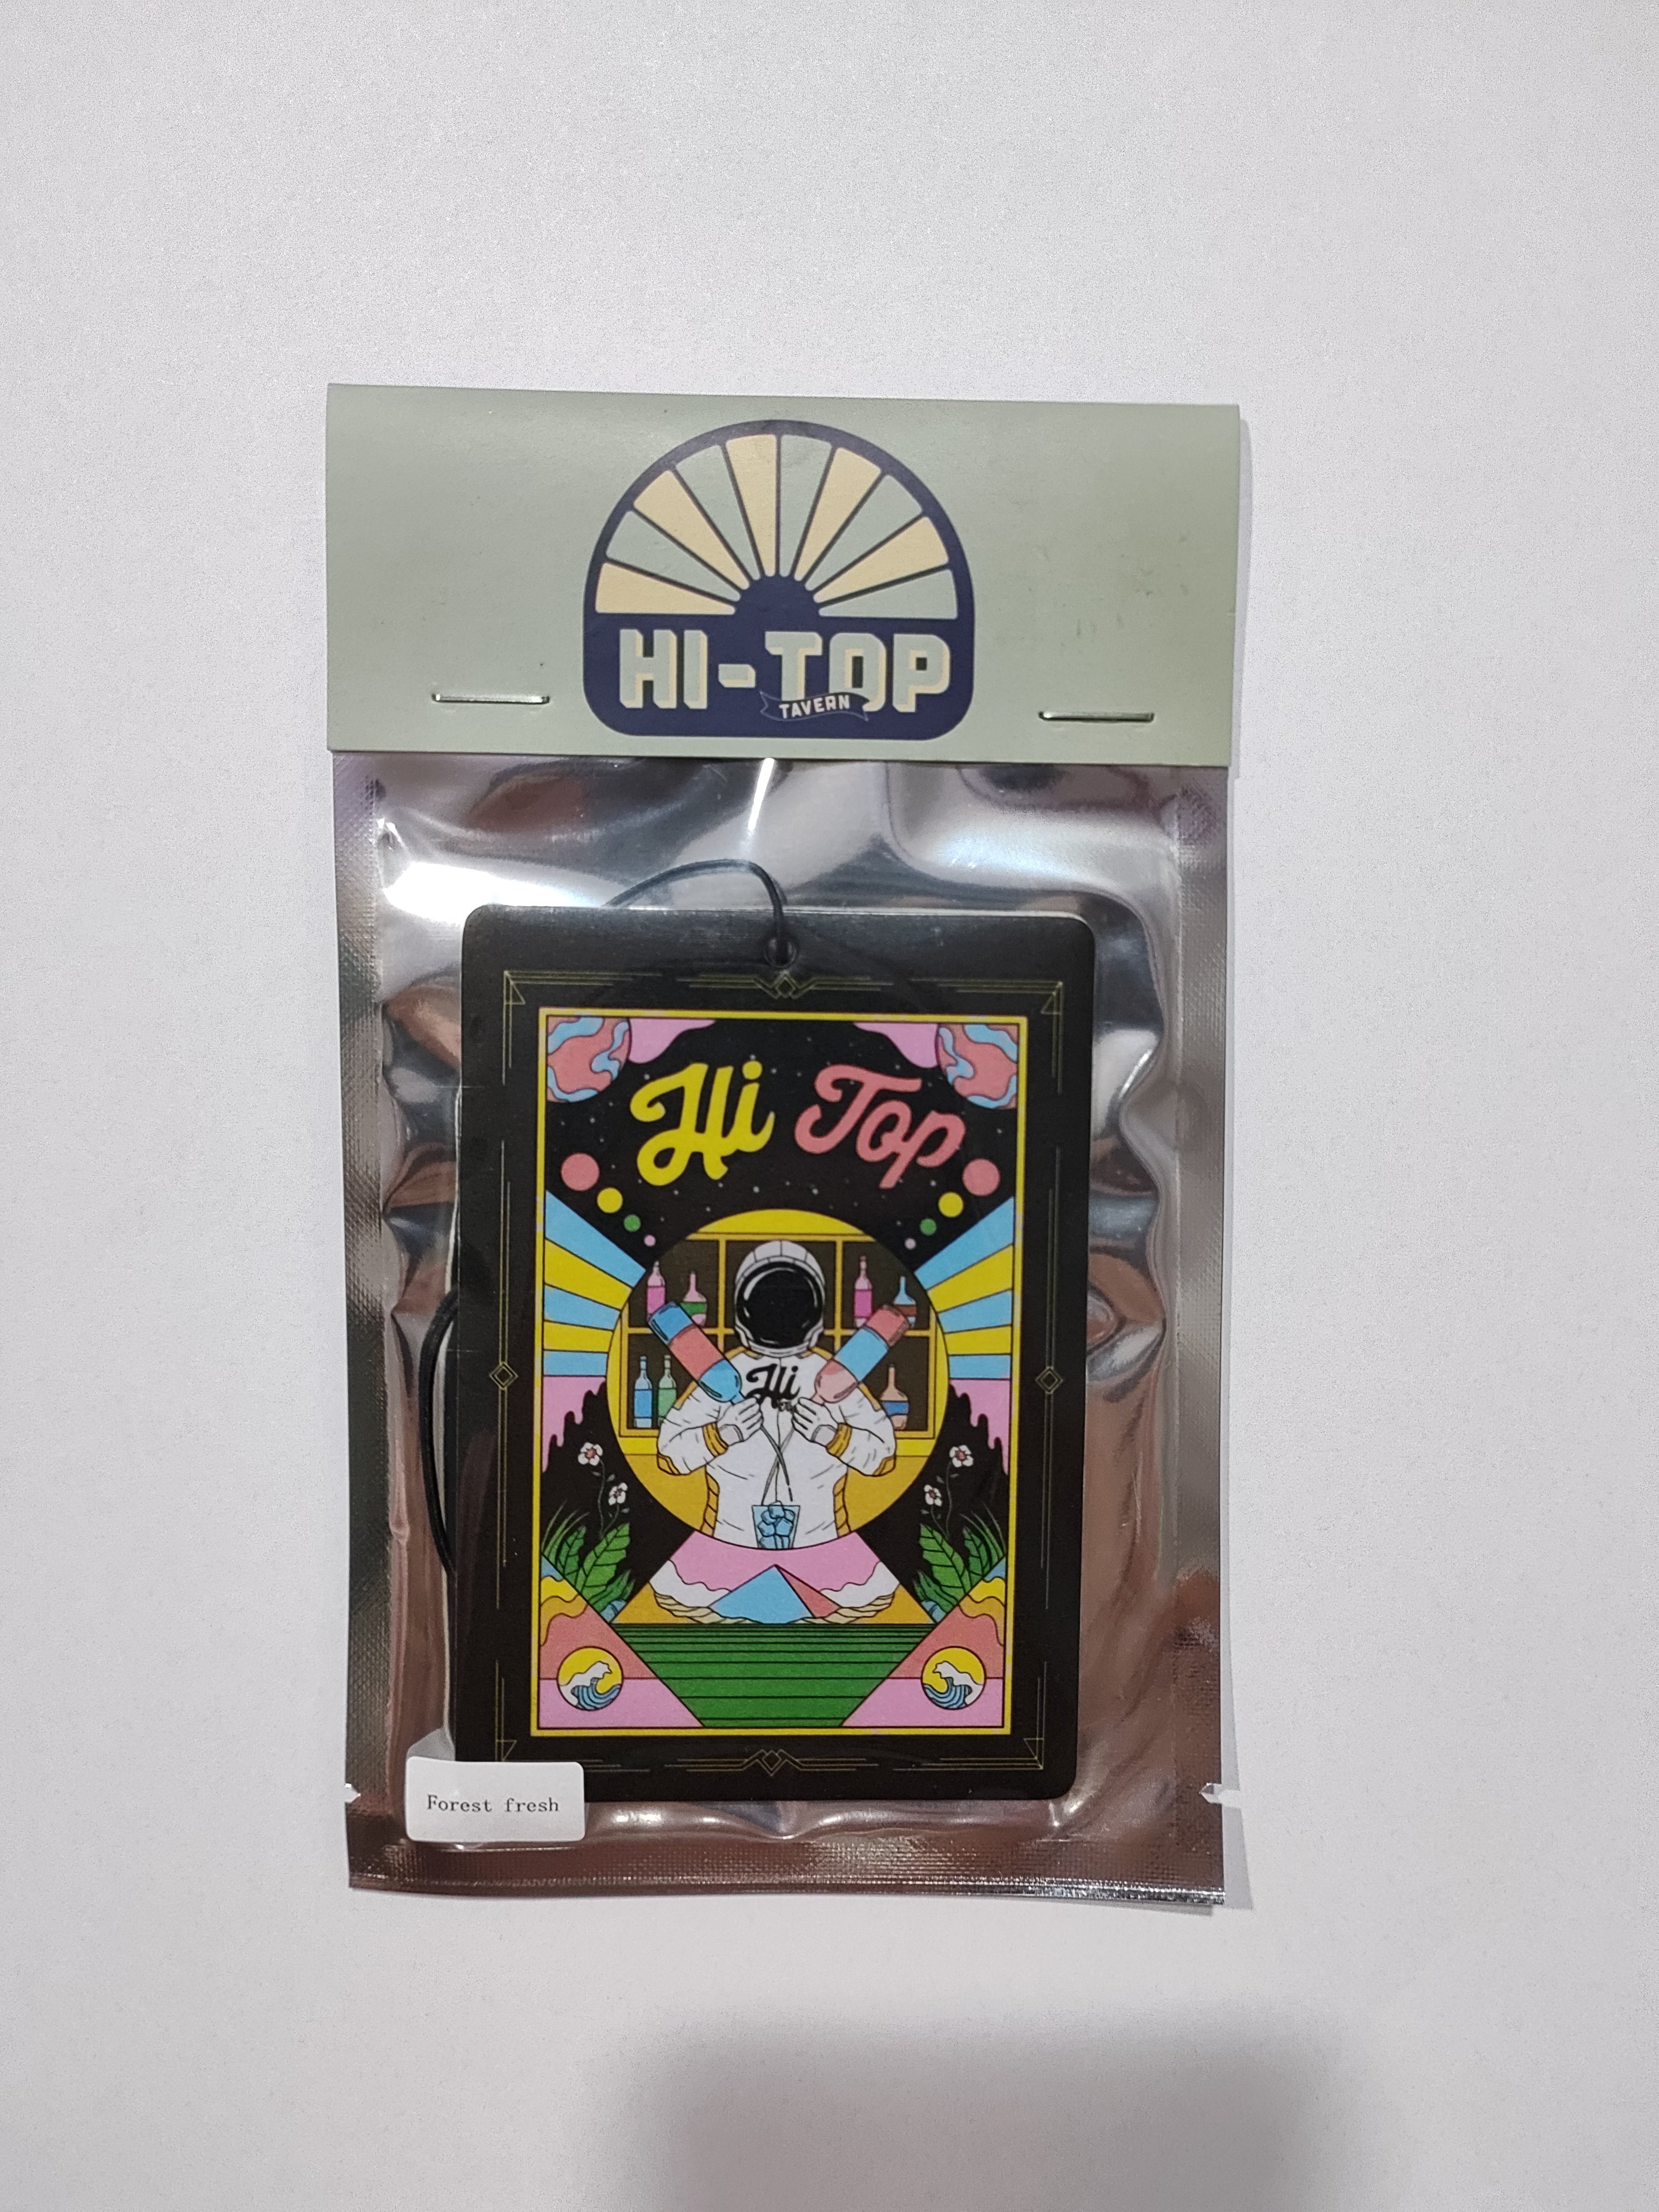 HI-TOP
TAVERN
Hi Top
Hi
Forest fresh